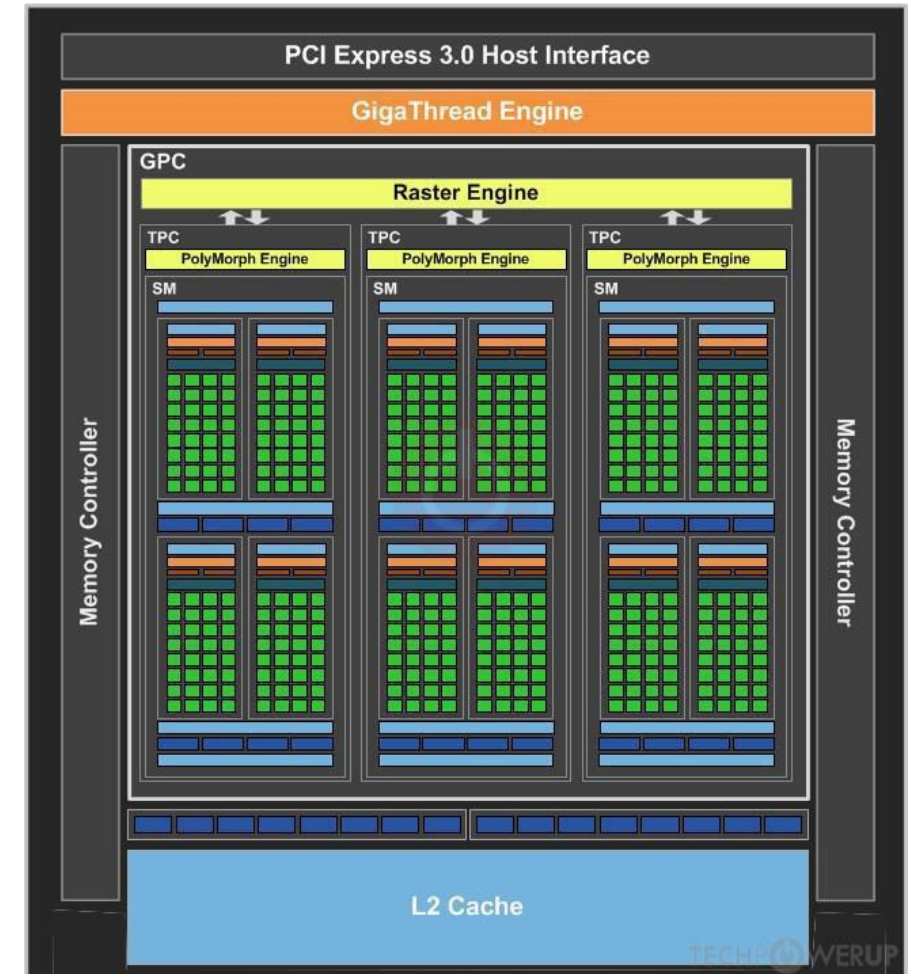 PCI Express 3.0 Host Interface
GigaThread Engine
GPC
Raster Engine
TPC
TPC
TPC
PolyMorph Engine
PolyMorph Engine
PolyMorph Engine
SM
SM
SM
Memory Controller
Memory Controller
L2 Cache
TECHPOWERUP